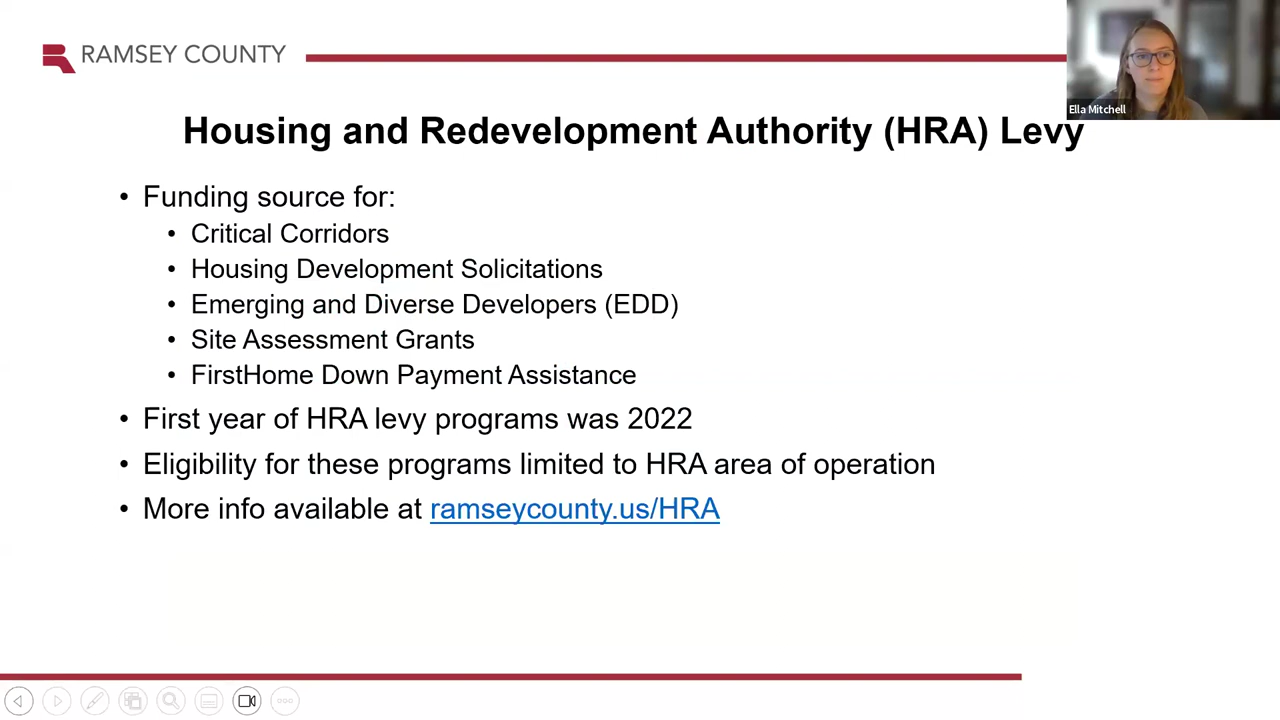 RAMSEY COUNTY
Ella Mitchell
Housing and Redevelopment Authority (HRA) Levy
• Funding source for:
• Critical Corridors
• Housing Development Solicitations
• Emerging and Diverse Developers (EDD)
• Site Assessment Grants
• FirstHome Down Payment Assistance
• First year of HRA levy programs was 2022
• Eligibility for these programs limited to HRA area of operation
• More info available at ramseycounty.us/HRA